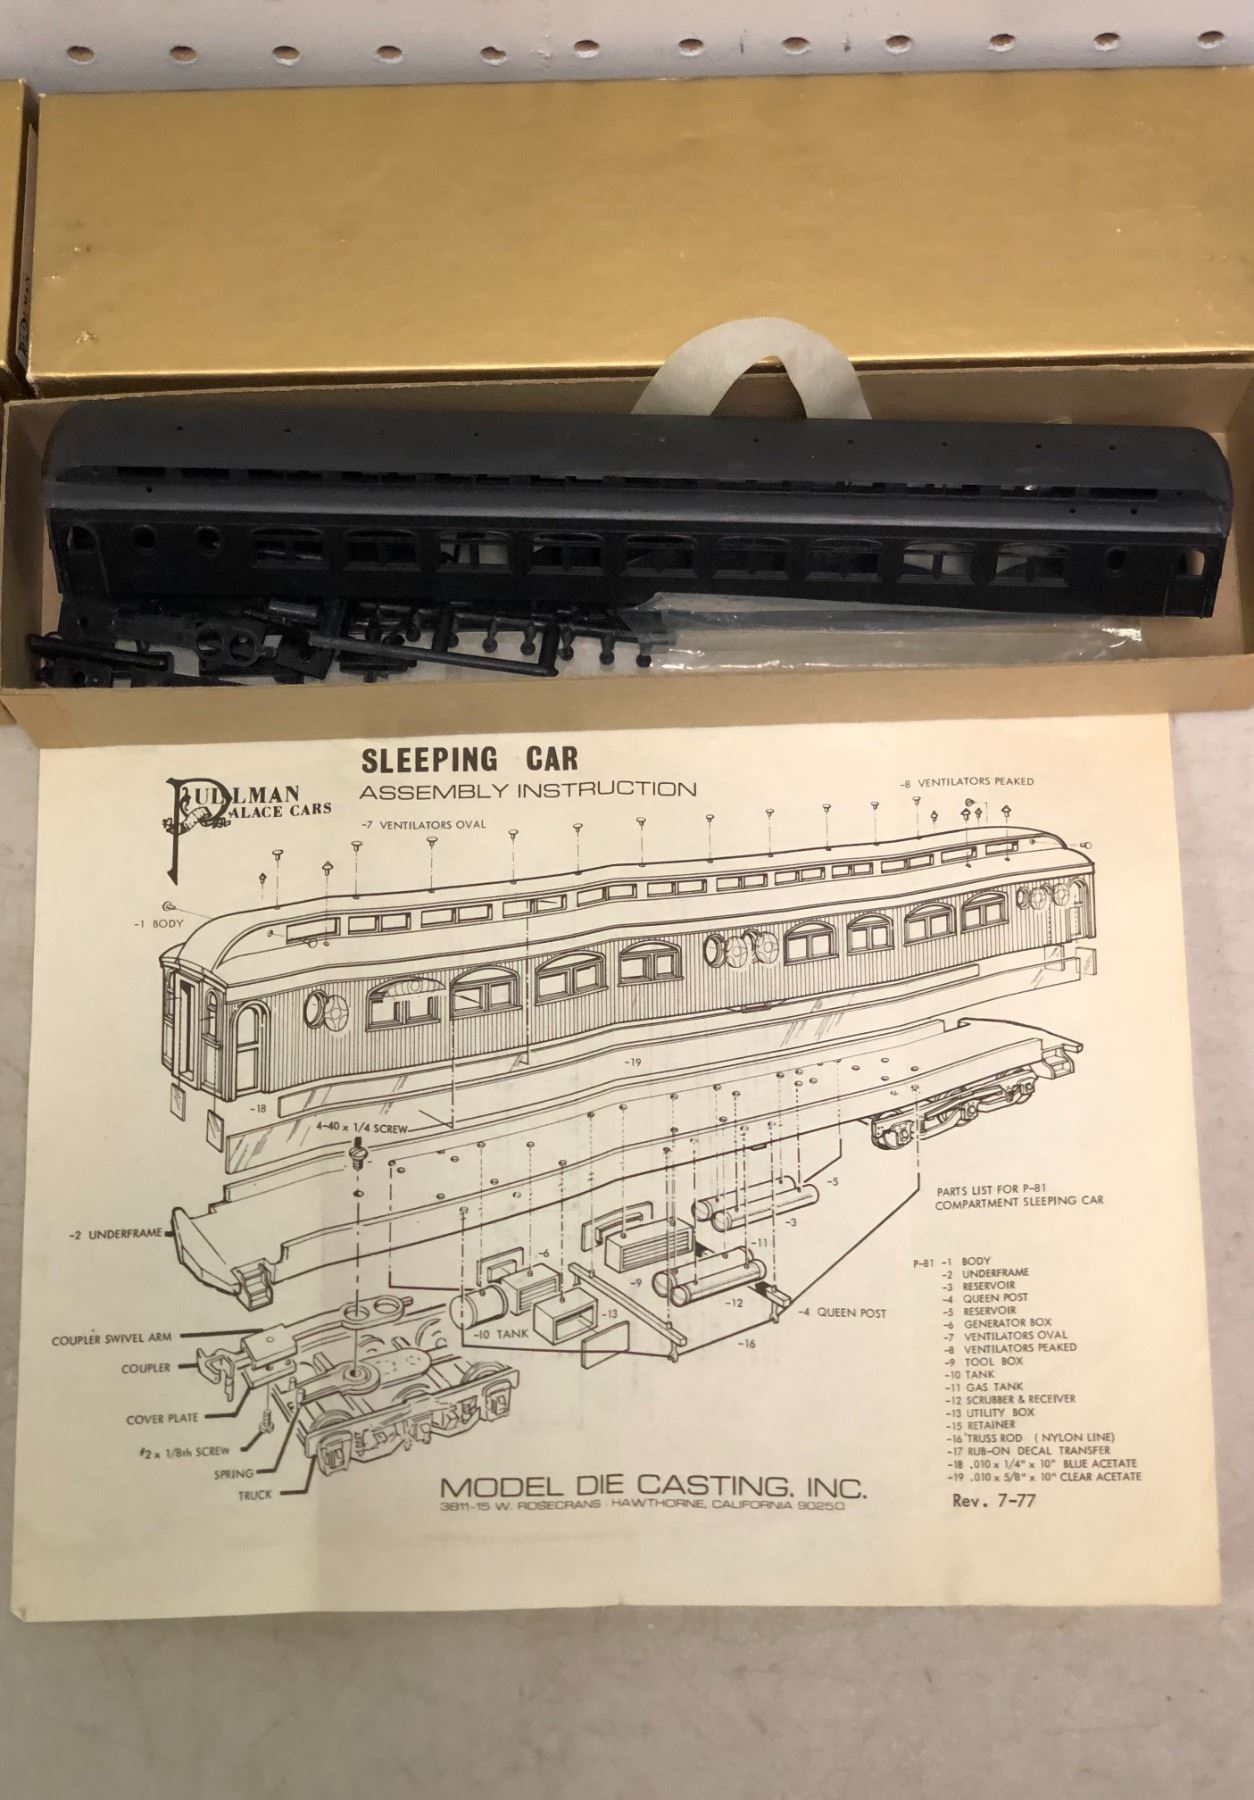 SLEEPING CAR
ASSEMBLY INSTRUCTION
PULLMAN
PALACE CARS
-7 VENTILATORS OVAL
-8 VENTILATORS PEAKED
-1 BODY
-19
-18
4-40 x 1/4 SCREW
-2 UNDERFRAME
-5
-3
-11
-6
-9
-12
-4 QUEEN POST
-13
-10 TANK
-16
COUPLER SWIVEL ARM
COUPLER
COVER PLATE
#2 x 1/8th SCREW
SPRING
TRUCK
PARTS LIST FOR P-81
COMPARTMENT SLEEPING CAR
P-81 -1 BODY
-2 UNDERFRAME
-3 RESERVOIR
-4 QUEEN POST
-5 RESERVOIR
-6 GENERATOR BOX
-7 VENTILATORS OVAL
-8 VENTILATORS PEAKED
-9 TOOL BOX
-10 TANK
-11 GAS TANK
-12 SCRUBBER & RECEIVER
-13 UTILITY BOX
-15 RETAINER
-16 TRUSS ROD ( NYLON LINE)
-17 RUB-ON DECAL TRANSFER
-18 .010 x 1/4" x 10" BLUE ACETATE
-19 .010 x 5/8" x 10" CLEAR ACETATE
Rev. 7-77
MODEL DIE CASTING, INC.
3811-15 W. ROSECRANS - HAWTHORNE, CALIFORNIA 90250